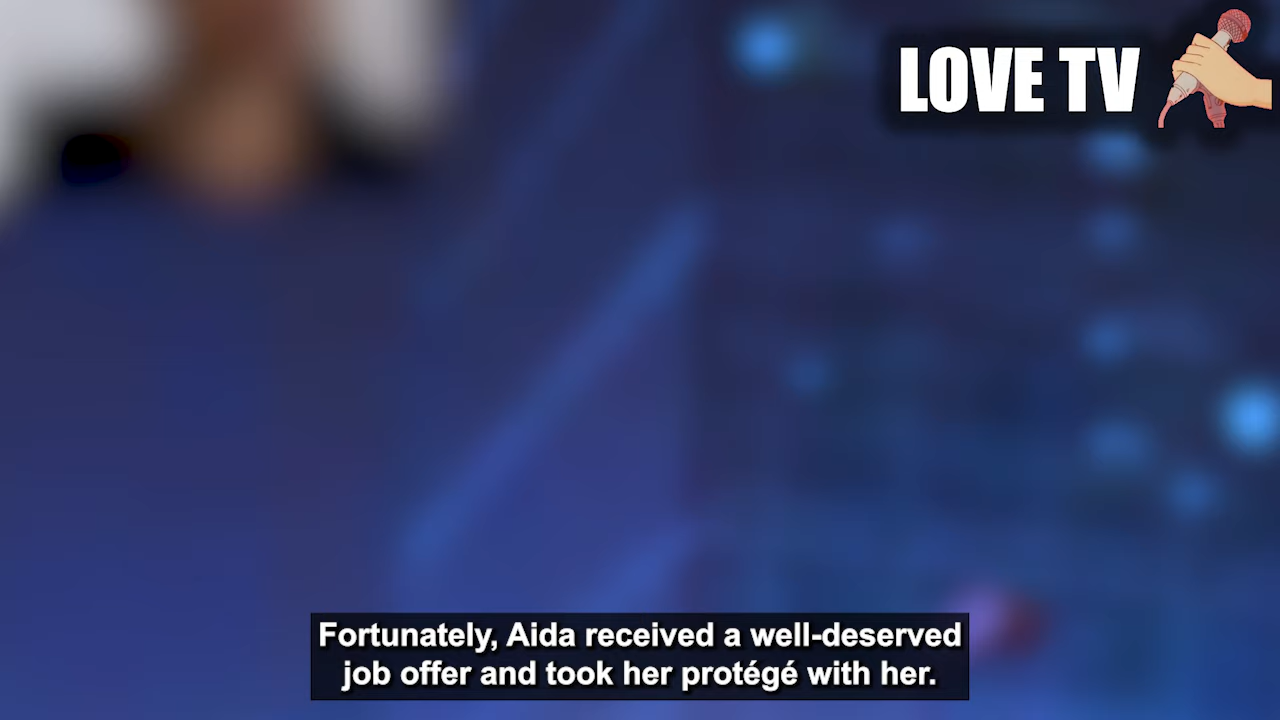 LOVE TV
Fortunately, Aida received a well-deserved
job offer and took her protégé with her.